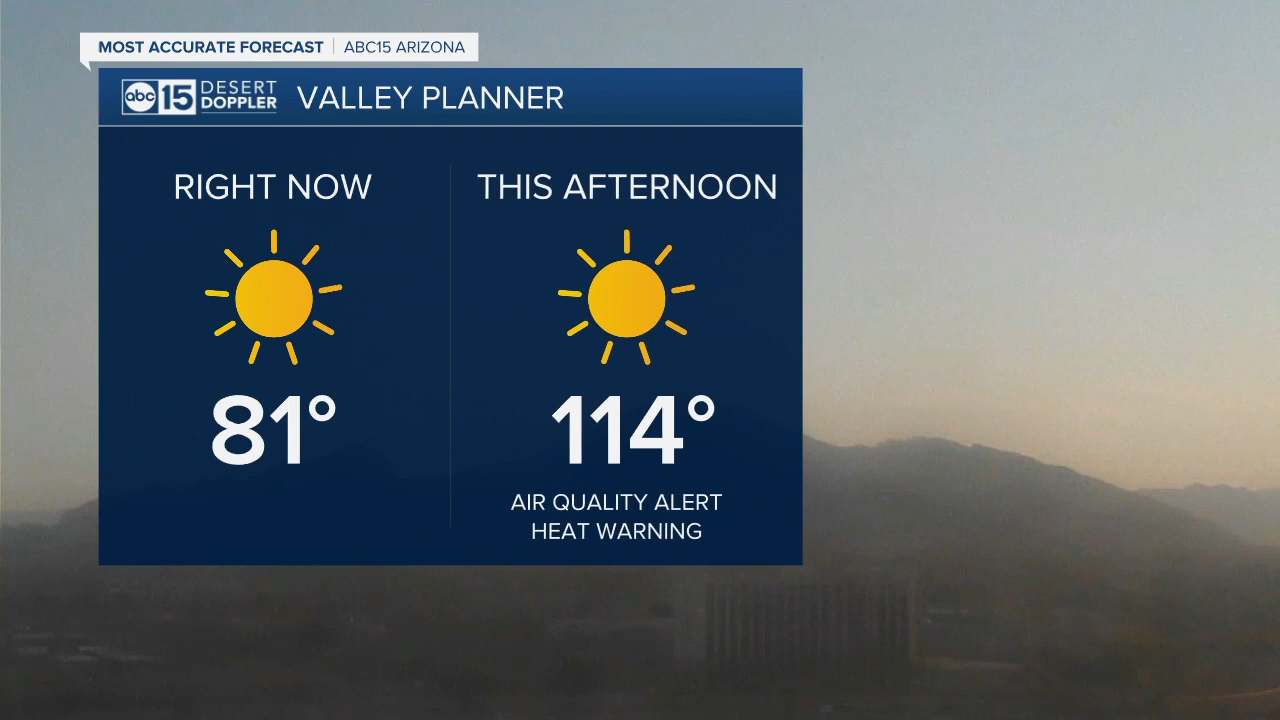 MOST ACCURATE FORECAST | ABC15 ARIZONA
abc 15 DESERT DOPPLER VALLEY PLANNER
RIGHT NOW
THIS AFTERNOON
81°
114°
AIR QUALITY ALERT
HEAT WARNING